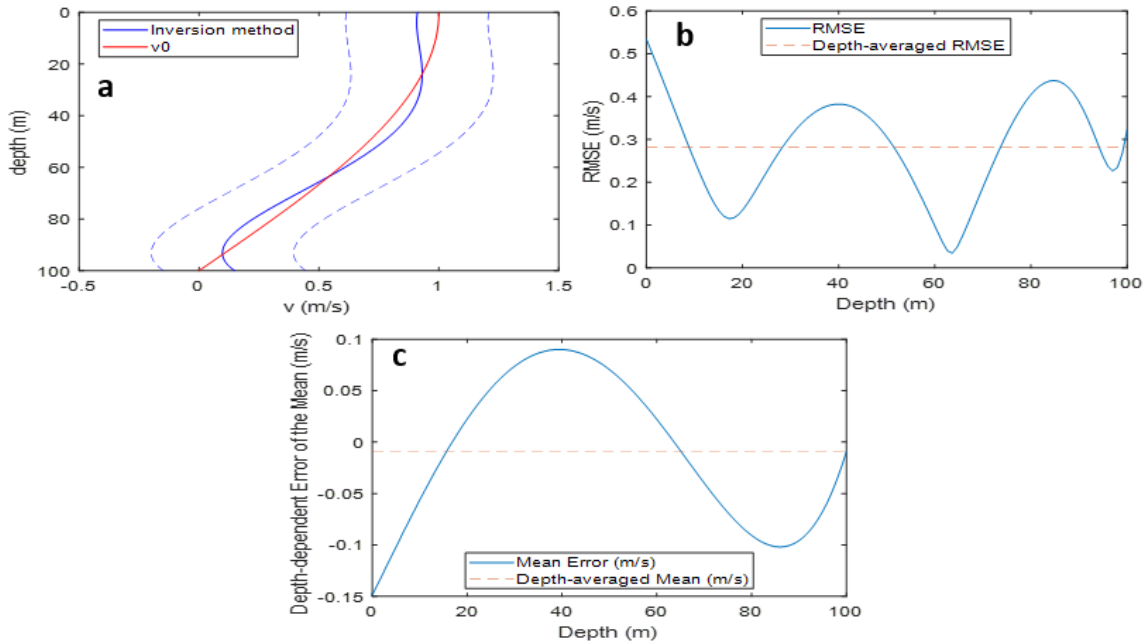 a
Inversion method
v0
depth (m)
0
20
40
60
80
100
-0.5
0
0.5
1
1.5
v (m/s)
b
RMSE
Depth-averaged RMSE
RMSE (m/s)
0.6
0.5
0.4
0.3
0.2
0.1
0
0
20
40
60
80
100
Depth (m)
c
Depth-dependent Error of the Mean (m/s)
0.1
0.05
0
-0.05
-0.1
-0.15
Mean Error (m/s)
Depth-averaged Mean (m/s)
0
20
40
60
80
100
Depth (m)